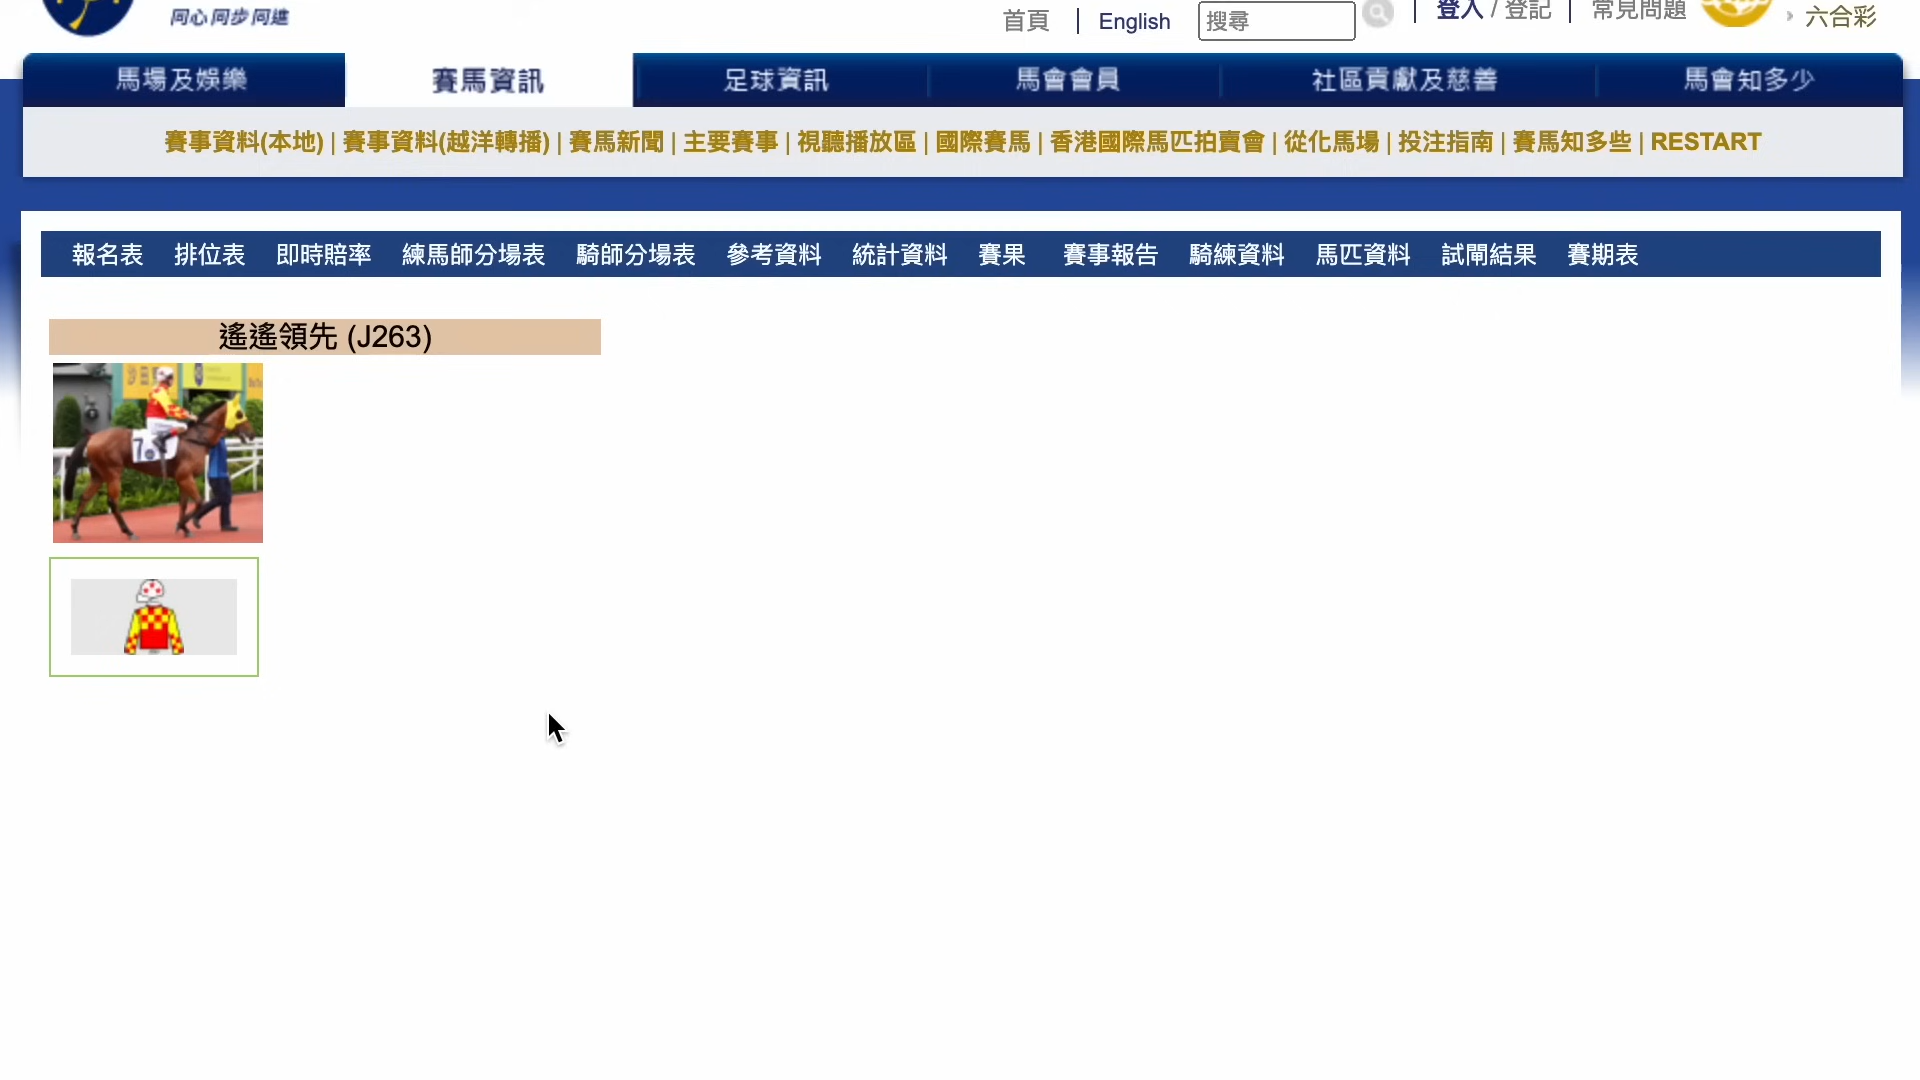 同心同步同進
首頁 | English 搜尋 | 登入 / 登記 | 常見問題 六合彩
馬場及娛樂 賽馬資訊 足球資訊 馬會會員 社區貢獻及慈善 馬會知多少
賽事資料(本地) | 賽事資料(越洋轉播) | 賽馬新聞 | 主要賽事 | 視聽播放區 | 國際賽馬 | 香港國際馬匹拍賣會 | 從化馬場 | 投注指南 | 賽馬知多些 | RESTART
報名表 排位表 即時賠率 練馬師分場表 騎師分場表 參考資料 統計資料 賽果 賽事報告 騎練資料 馬匹資料 試閘結果 賽期表
遙遙領先 (J263)
7